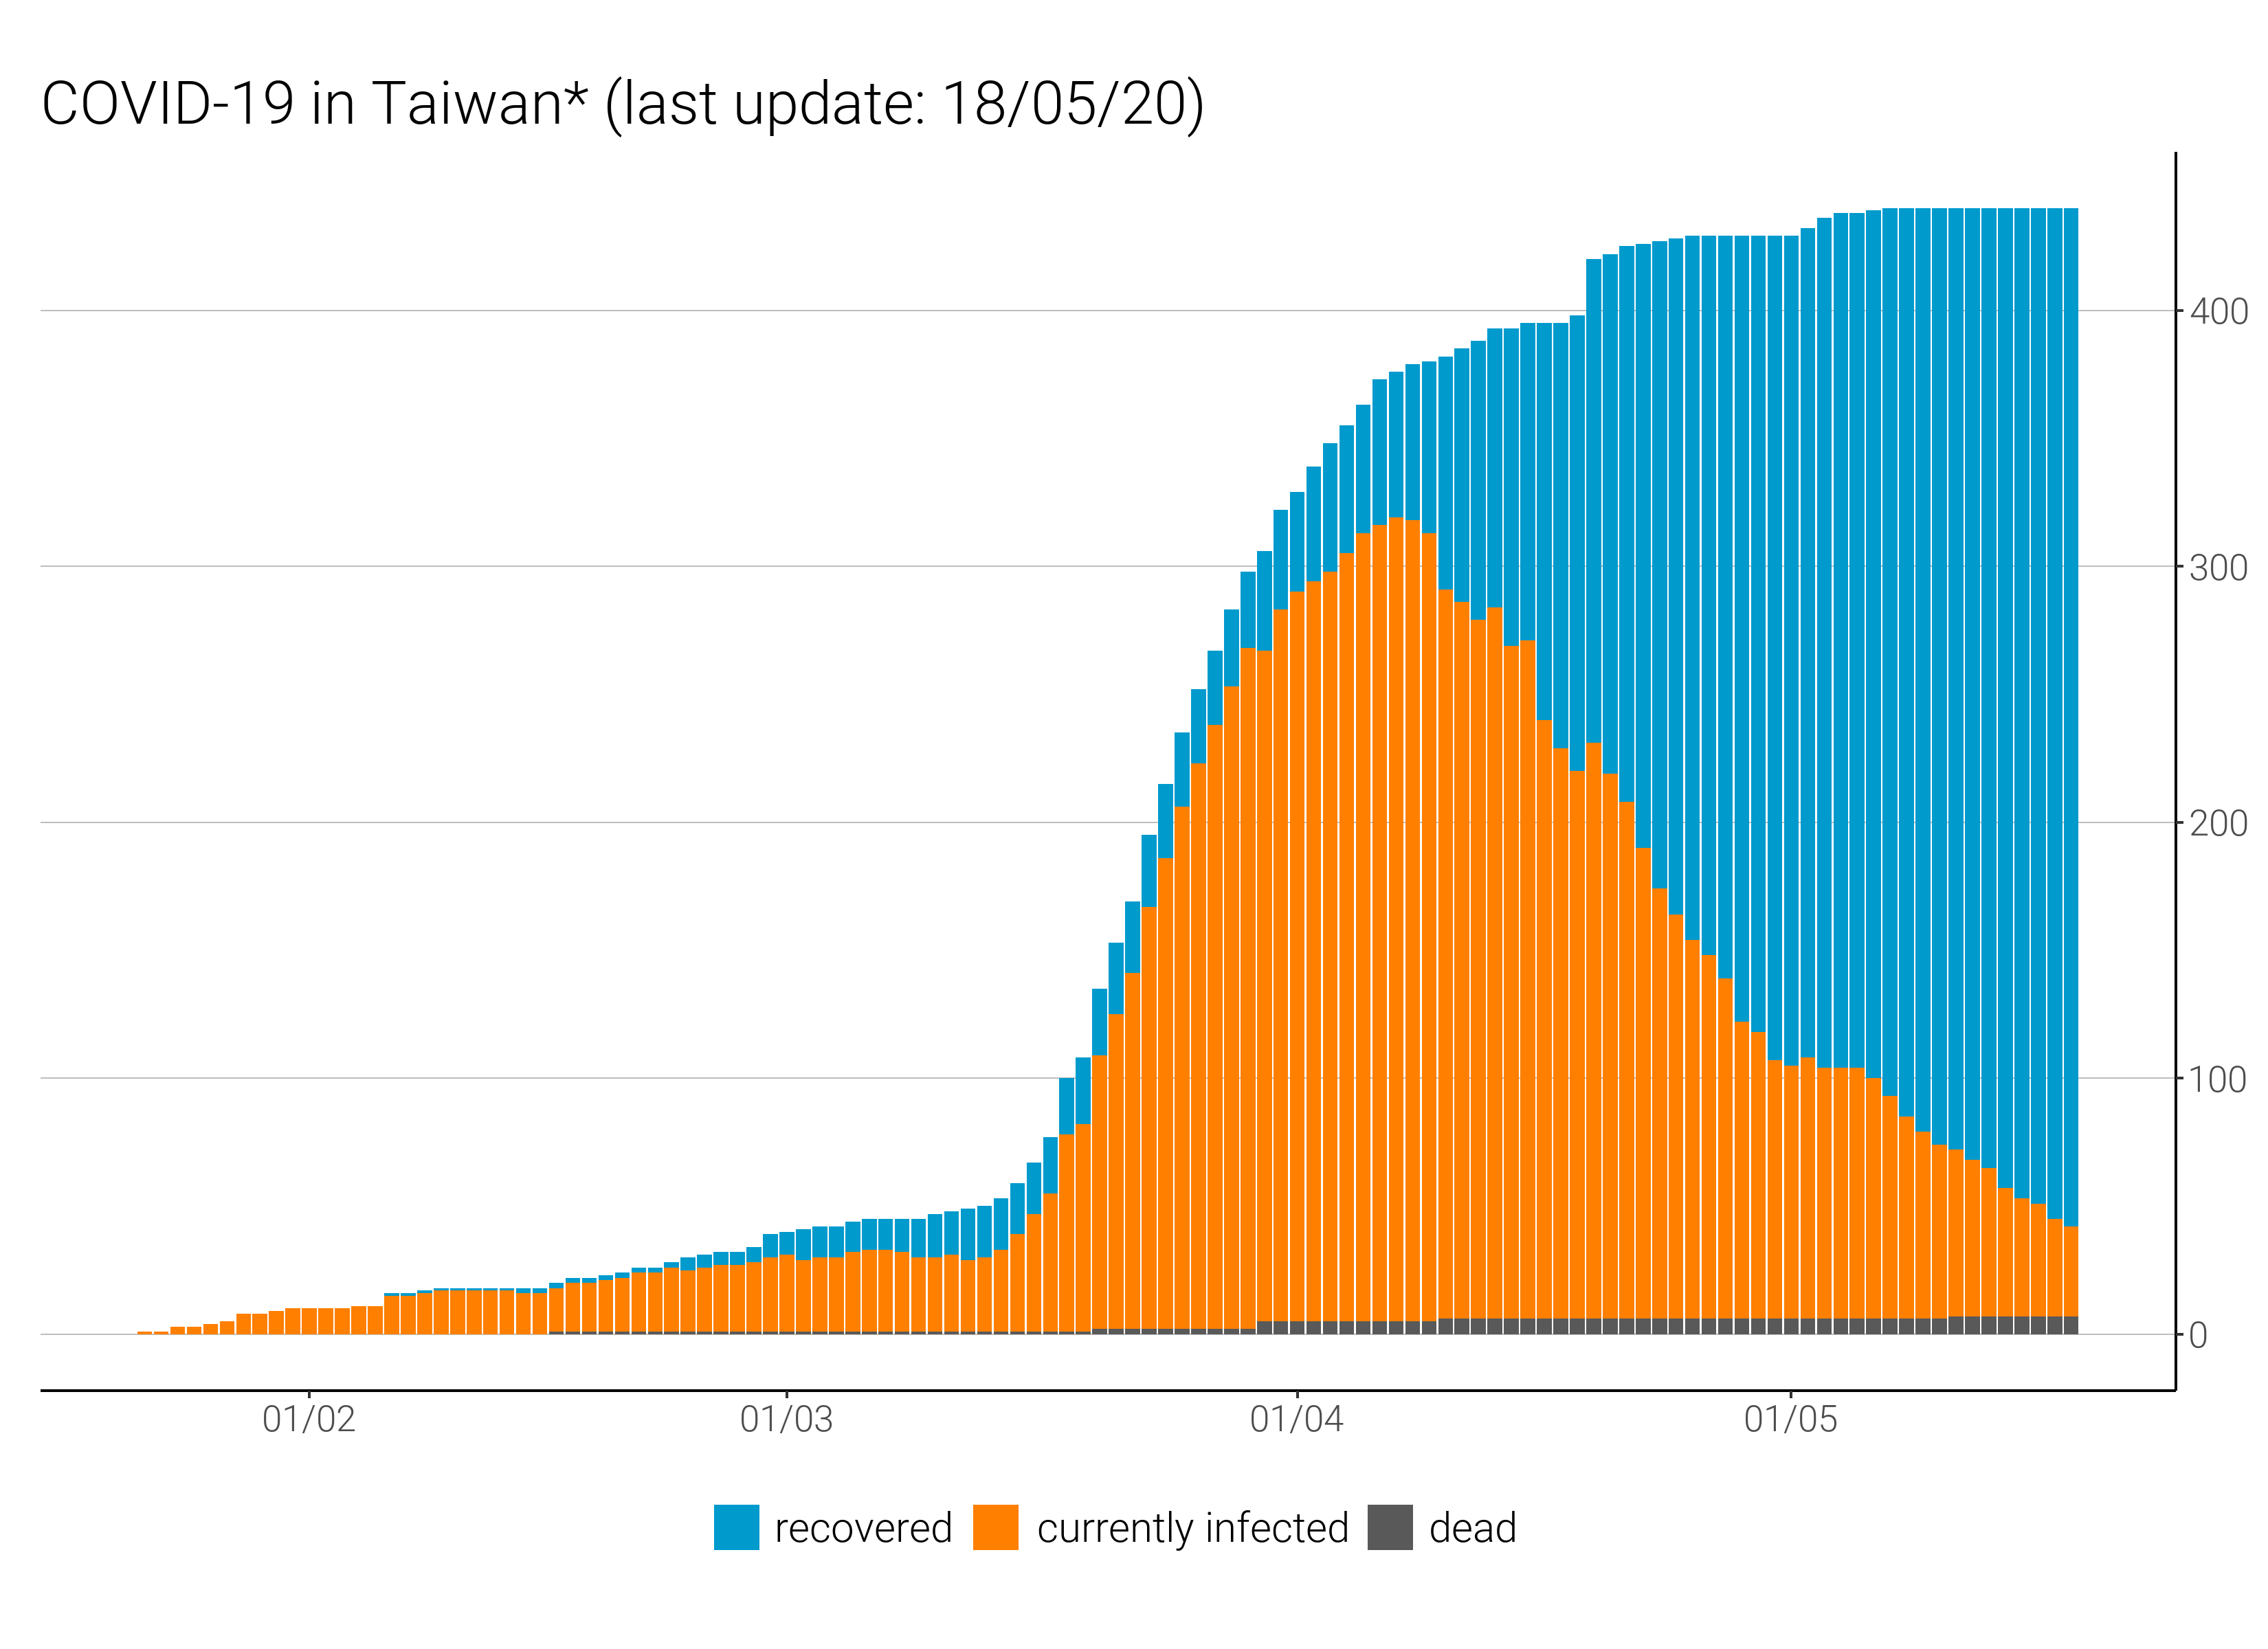 COVID-19 in Taiwan* (last update: 18/05/20)
400
300
200
100
0
01/02 01/03 01/04 01/05
recovered currently infected dead